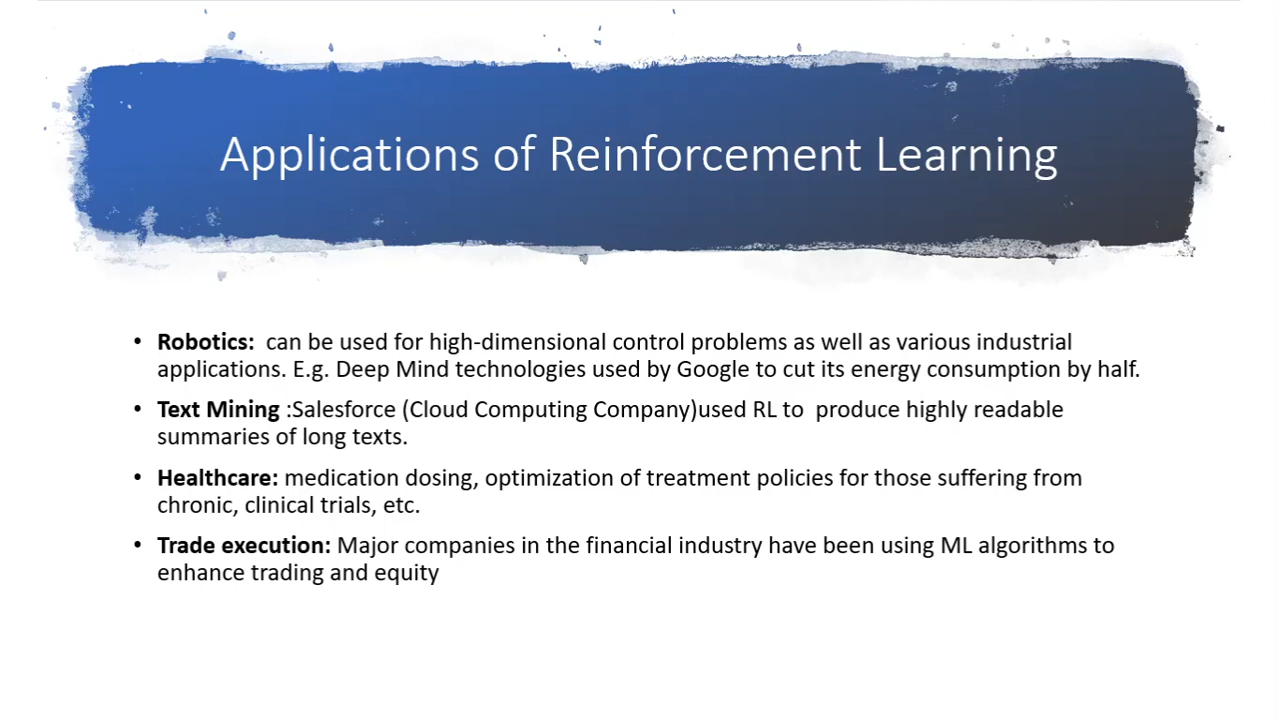 Applications of Reinforcement Learning
• Robotics:  can be used for high-dimensional control problems as well as various industrial
applications. E.g. Deep Mind technologies used by Google to cut its energy consumption by half.
• Text Mining :Salesforce (Cloud Computing Company)used RL to  produce highly readable
summaries of long texts.
• Healthcare: medication dosing, optimization of treatment policies for those suffering from
chronic, clinical trials, etc.
• Trade execution: Major companies in the financial industry have been using ML algorithms to
enhance trading and equity